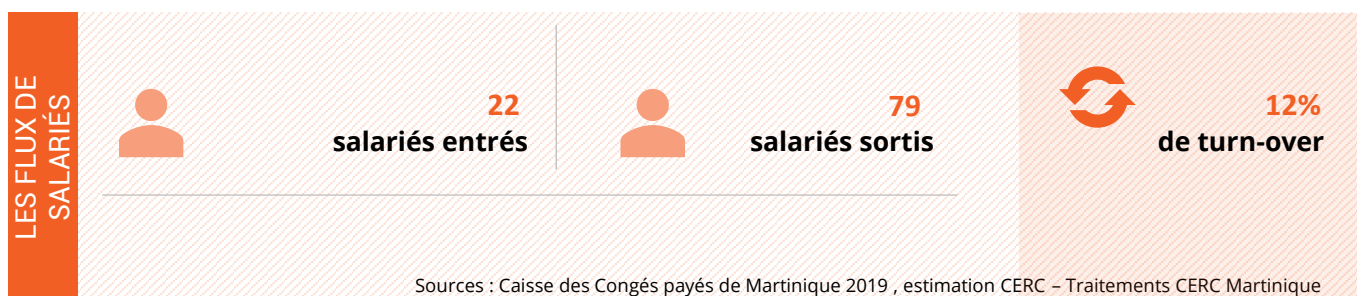 LES FLUX DE
SALARIÉS
22
salariés entrés
79
salariés sortis
12%
de turn-over
Sources : Caisse des Congés payés de Martinique 2019 , estimation CERC – Traitements CERC Martinique